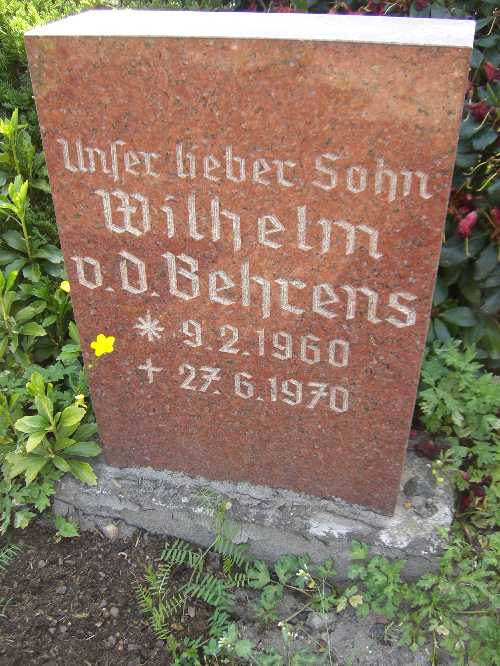 Unser lieber Sohn
Wilhelm
v.D. Behrens
* 9.2.1960
+ 27.6.1970